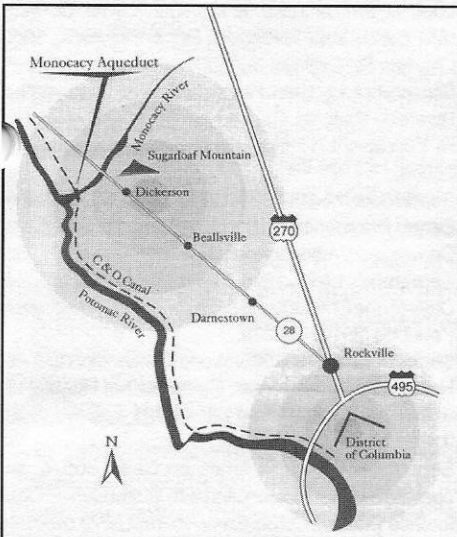 Monocacy Aqueduct
Monocacy River
Sugarloaf Mountain
Dickerson
270
Beallsville
C & O Canal
Potomac River
Darnestown
28
Rockville
495
N
District
of Columbia